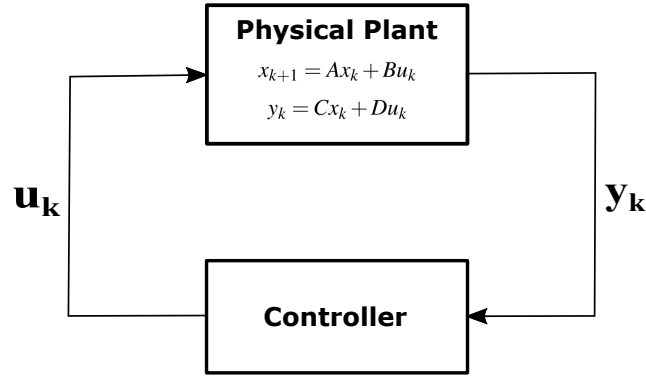 Physical Plant
x_{k+1} = Ax_k + Bu_k
y_k = Cx_k + Du_k
u_k
y_k
Controller